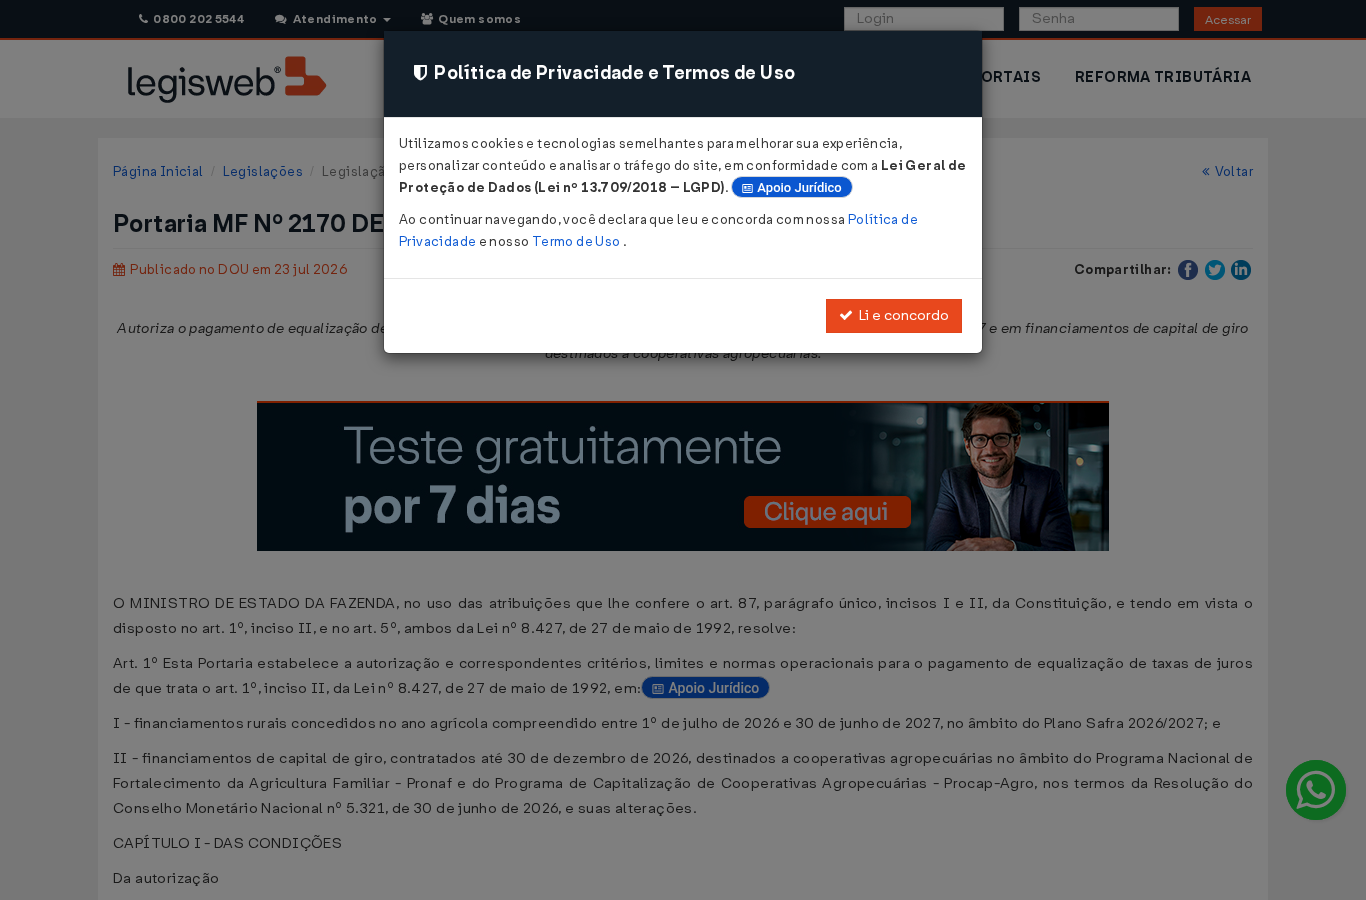 0800 202 5544 Atendimento Quem somos Login Senha Acessar
legisweb® ORTAIS REFORMA TRIBUTÁRIA
Política de Privacidade e Termos de Uso
Utilizamos cookies e tecnologias semelhantes para melhorar sua experiência,
personalizar conteúdo e analisar o tráfego do site, em conformidade com a Lei Geral de
Proteção de Dados (Lei nº 13.709/2018 – LGPD). Apoio Jurídico
Ao continuar navegando, você declara que leu e concorda com nossa Política de
Privacidade e nosso Termo de Uso .
Li e concordo
Página Inicial / Legislações / Legislaçã
« Voltar
Portaria MF Nº 2170 DE
Publicado no DOU em 23 jul 2026
Compartilhar:
Autoriza o pagamento de equalização de 7 e em financiamentos de capital de giro
destinados a cooperativas agropecuárias.
Teste gratuitamente
por 7 dias
Clique aqui
O MINISTRO DE ESTADO DA FAZENDA, no uso das atribuições que lhe confere o art. 87, parágrafo único, incisos I e II, da Constituição, e tendo em vista o
disposto no art. 1º, inciso II, e no art. 5º, ambos da Lei nº 8.427, de 27 de maio de 1992, resolve:
Art. 1º Esta Portaria estabelece a autorização e correspondentes critérios, limites e normas operacionais para o pagamento de equalização de taxas de juros
de que trata o art. 1º, inciso II, da Lei nº 8.427, de 27 de maio de 1992, em: Apoio Jurídico
I - financiamentos rurais concedidos no ano agrícola compreendido entre 1º de julho de 2026 e 30 de junho de 2027, no âmbito do Plano Safra 2026/2027; e
II - financiamentos de capital de giro, contratados até 30 de dezembro de 2026, destinados a cooperativas agropecuárias no âmbito do Programa Nacional de
Fortalecimento da Agricultura Familiar - Pronaf e do Programa de Capitalização de Cooperativas Agropecuárias - Procap-Agro, nos termos da Resolução do
Conselho Monetário Nacional nº 5.321, de 30 de junho de 2026, e suas alterações.
CAPÍTULO I - DAS CONDIÇÕES
Da autorização